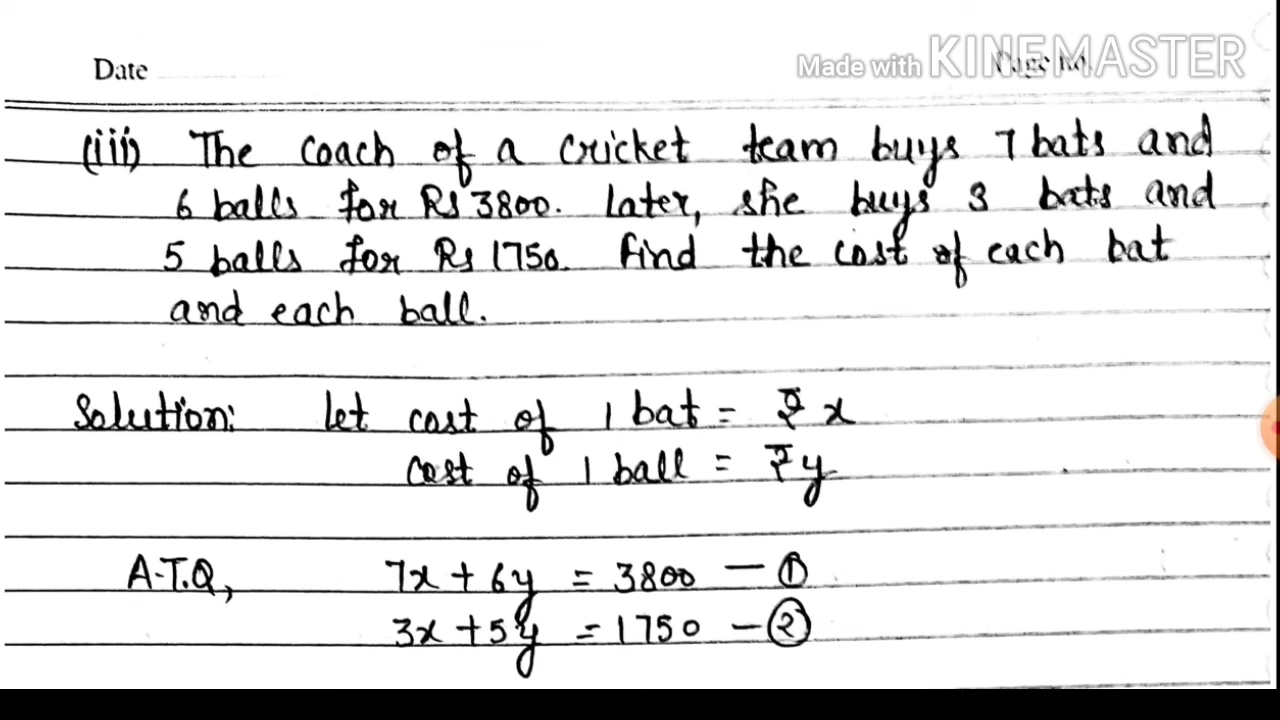 Date
Made with KINEMASTER
Page no.
(iii) The coach of a cricket team buys 7 bats and
6 balls for Rs 3800. Later, she buys 3 bats and
5 balls for Rs 1750. Find the cost of each bat
and each ball.
Solution: Let cost of 1 bat = ₹ x
cost of 1 ball = ₹ y
A.T.Q, 7x + 6y = 3800 — ①
3x + 5y = 1750 — ②